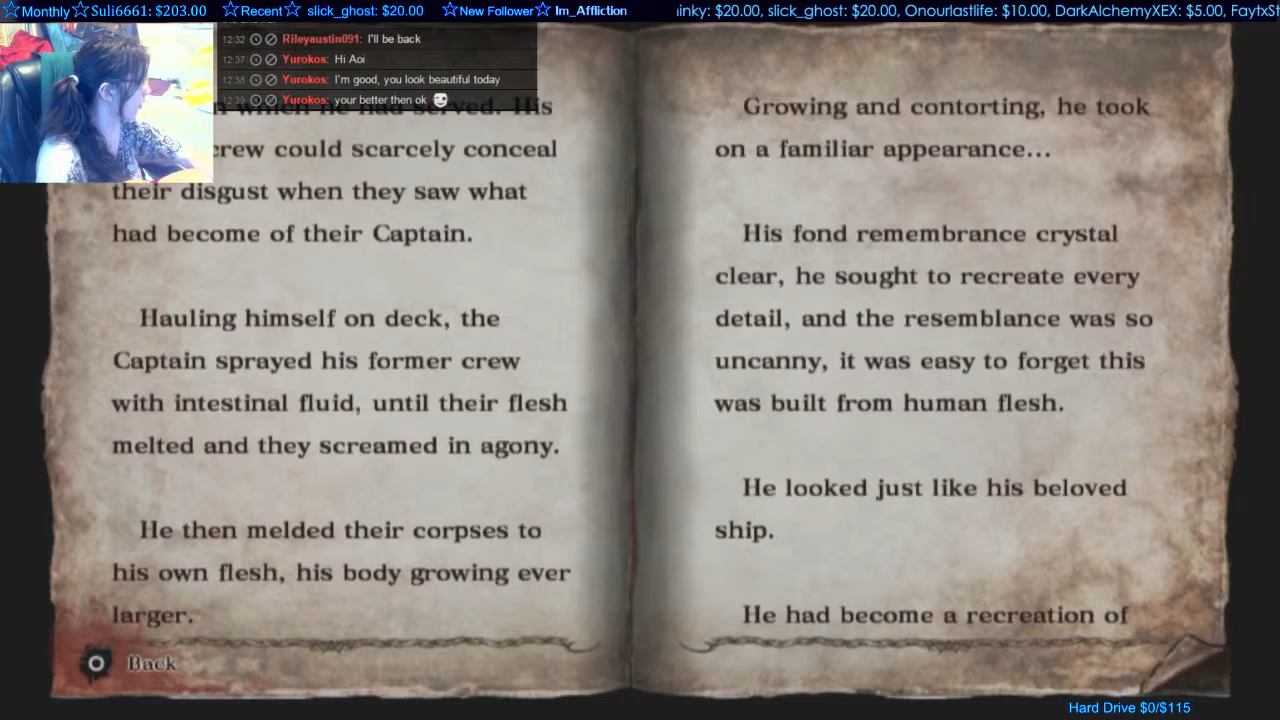 Monthly Suli6661: $203.00 Recent slick_ghost: $20.00 New Follower Im_Affliction inky: $20.00, slick_ghost: $20.00, Onourlastlife: $10.00, DarkAlchemyXEX: $5.00, FaytxSt
12:32 Rileyaustin091: I'll be back
12:37 Yurokos: Hi Aoi
12:38 Yurokos: I'm good, you look beautiful today
12:39 Yurokos: your better then ok
which he had served. His
crew could scarcely conceal
their disgust when they saw what
had become of their Captain.
Hauling himself on deck, the
Captain sprayed his former crew
with intestinal fluid, until their flesh
melted and they screamed in agony.
He then melded their corpses to
his own flesh, his body growing ever
larger.
Back
Growing and contorting, he took
on a familiar appearance...
His fond remembrance crystal
clear, he sought to recreate every
detail, and the resemblance was so
uncanny, it was easy to forget this
was built from human flesh.
He looked just like his beloved
ship.
He had become a recreation of
Hard Drive $0/$115